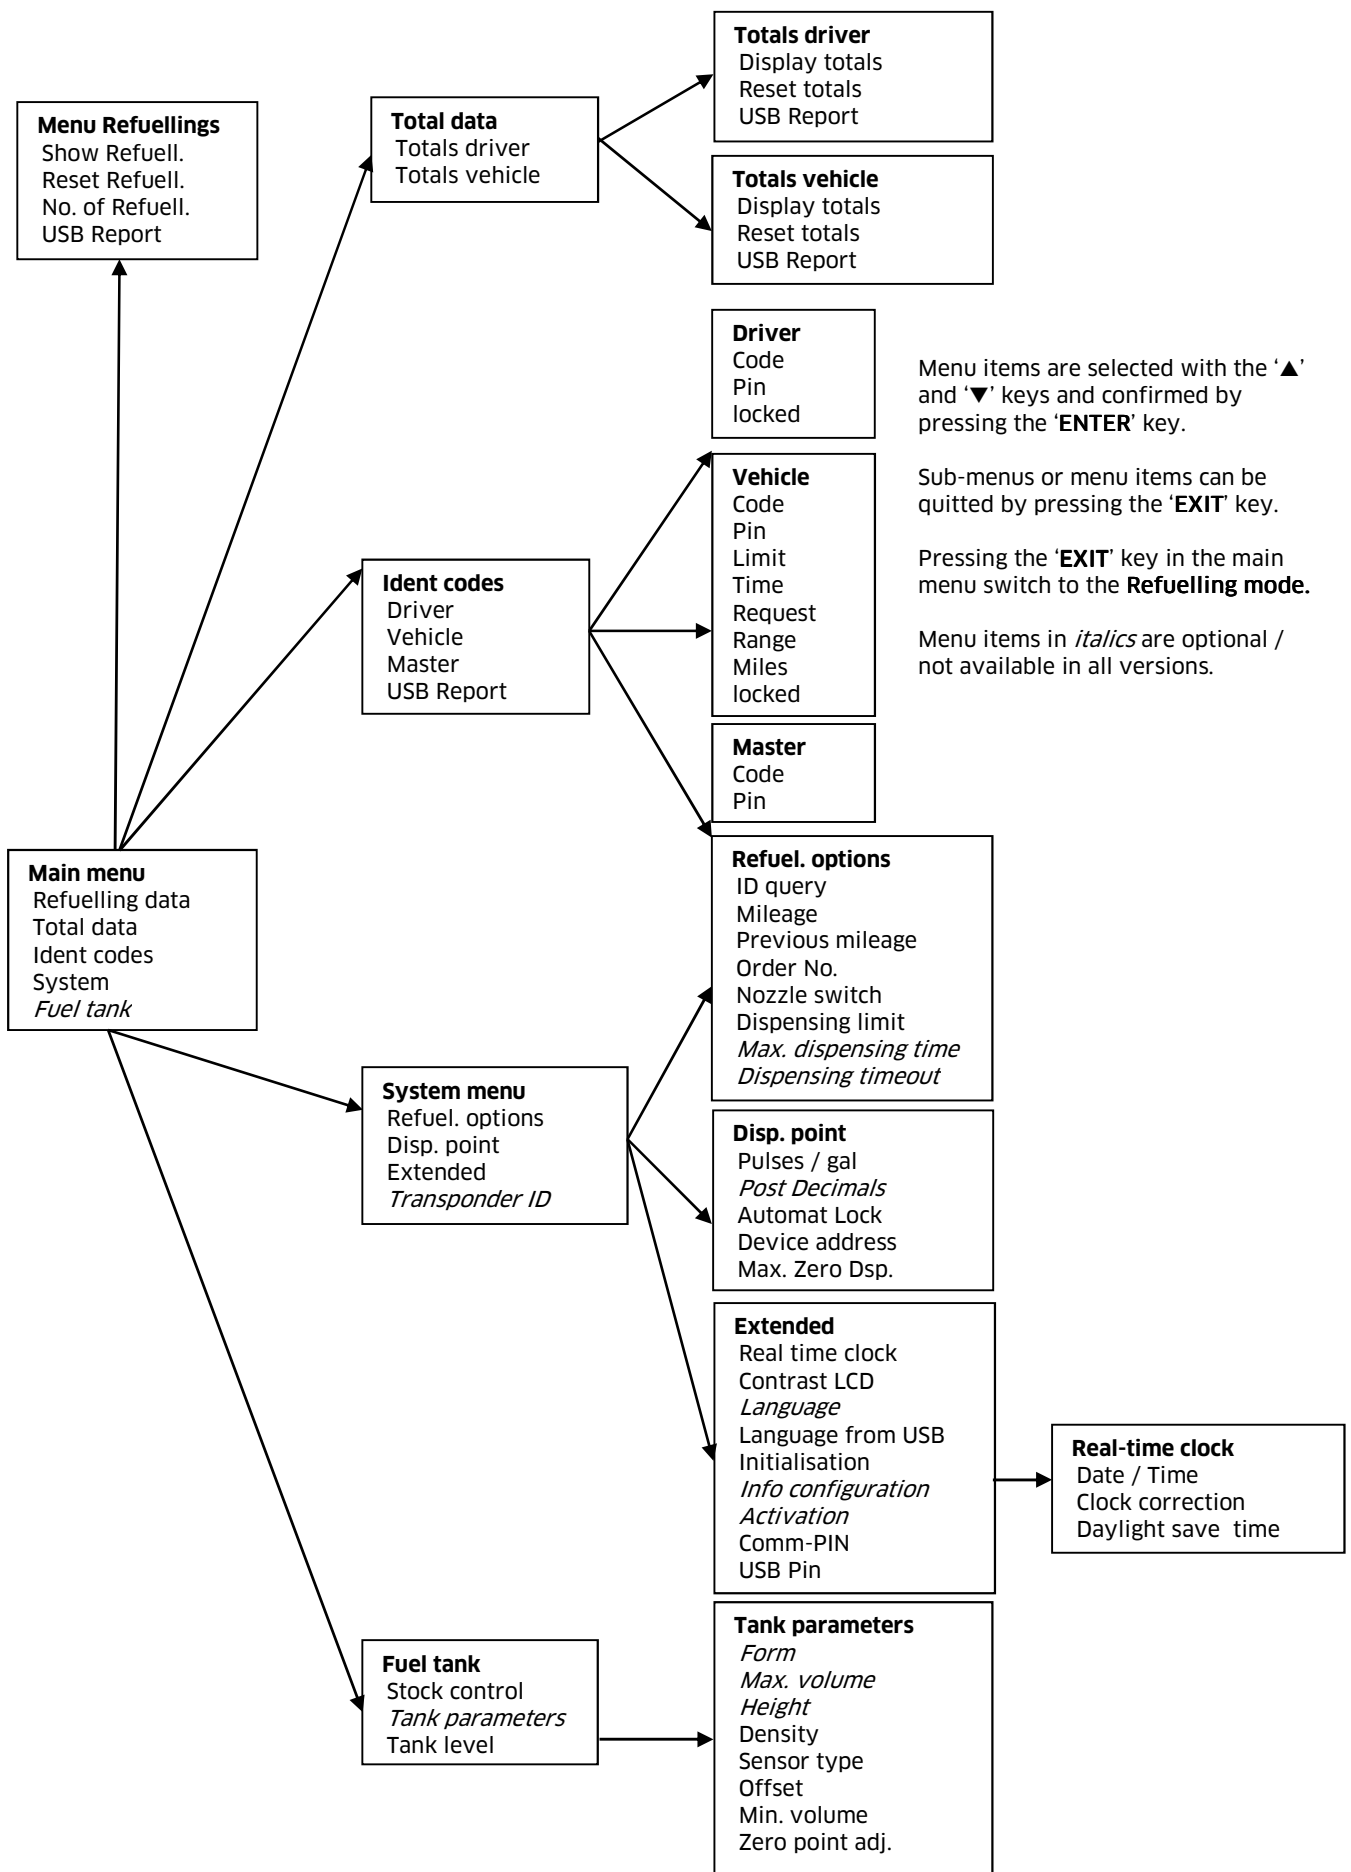 Totals driver
Display totals
Reset totals
USB Report
Menu Refuellings
Show Refuell.
Reset Refuell.
No. of Refuell.
USB Report
Total data
Totals driver
Totals vehicle
Totals vehicle
Display totals
Reset totals
USB Report
Driver
Code
Pin
locked
Menu items are selected with the ‘▲’
and ‘▼’ keys and confirmed by
pressing the ‘ENTER’ key.
Sub-menus or menu items can be
quitted by pressing the ‘EXIT’ key.
Pressing the ‘EXIT’ key in the main
menu switch to the Refuelling mode.
Menu items in italics are optional /
not available in all versions.
Vehicle
Code
Pin
Limit
Time
Request
Range
Miles
locked
Ident codes
Driver
Vehicle
Master
USB Report
Master
Code
Pin
Main menu
Refuelling data
Total data
Ident codes
System
Fuel tank
Refuel. options
ID query
Mileage
Previous mileage
Order No.
Nozzle switch
Dispensing limit
Max. dispensing time
Dispensing timeout
System menu
Refuel. options
Disp. point
Extended
Transponder ID
Disp. point
Pulses / gal
Post Decimals
Automat Lock
Device address
Max. Zero Dsp.
Extended
Real time clock
Contrast LCD
Language
Language from USB
Initialisation
Info configuration
Activation
Comm-PIN
USB Pin
Real-time clock
Date / Time
Clock correction
Daylight save  time
Fuel tank
Stock control
Tank parameters
Tank level
Tank parameters
Form
Max. volume
Height
Density
Sensor type
Offset
Min. volume
Zero point adj.